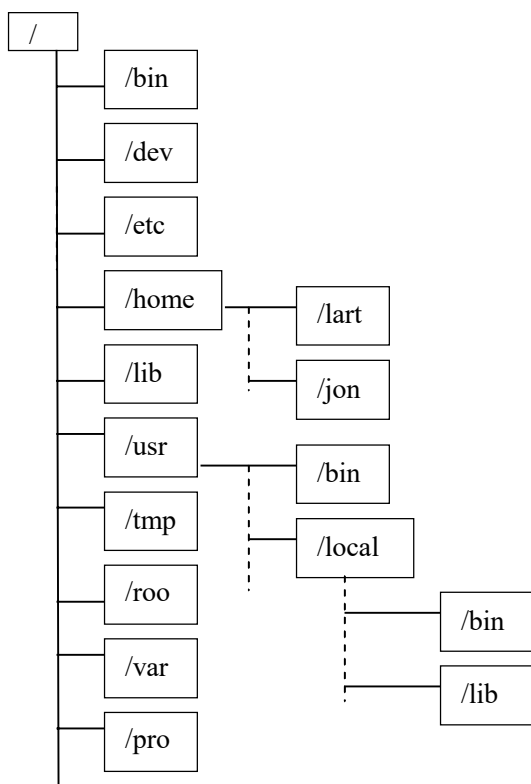 /
/bin
/dev
/etc
/home
/lart
/lib
/jon
/usr
/bin
/tmp
/local
/roo
/bin
/var
/lib
/pro